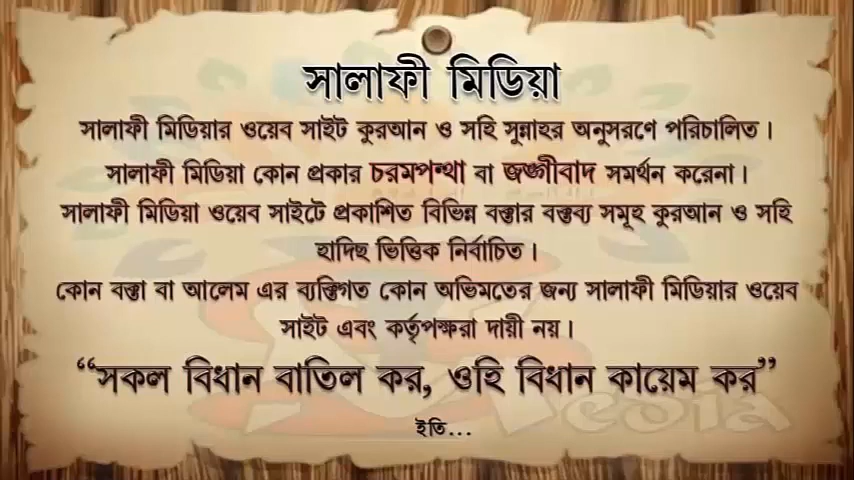 সালাফী মিডিয়া
সালাফী মিডিয়ার ওয়েব সাইট কুরআন ও সহি সুন্নাহর অনুসরণে পরিচালিত।
সালাফী মিডিয়া কোন প্রকার চরমপন্থা বা জঙ্গীবাদ সমর্থন করেনা।
সালাফী মিডিয়া ওয়েব সাইটে প্রকাশিত বিভিন্ন বক্তার বক্তব্য সমূহ কুরআন ও সহি
হাদিছ ভিত্তিক নির্বাচিত।
কোন বক্তা বা আলেম এর ব্যক্তিগত কোন অভিমতের জন্য সালাফী মিডিয়ার ওয়েব
সাইট এবং কর্তৃপক্ষরা দায়ী নয়।
“সকল বিধান বাতিল কর, ওহি বিধান কায়েম কর”
ইতি...